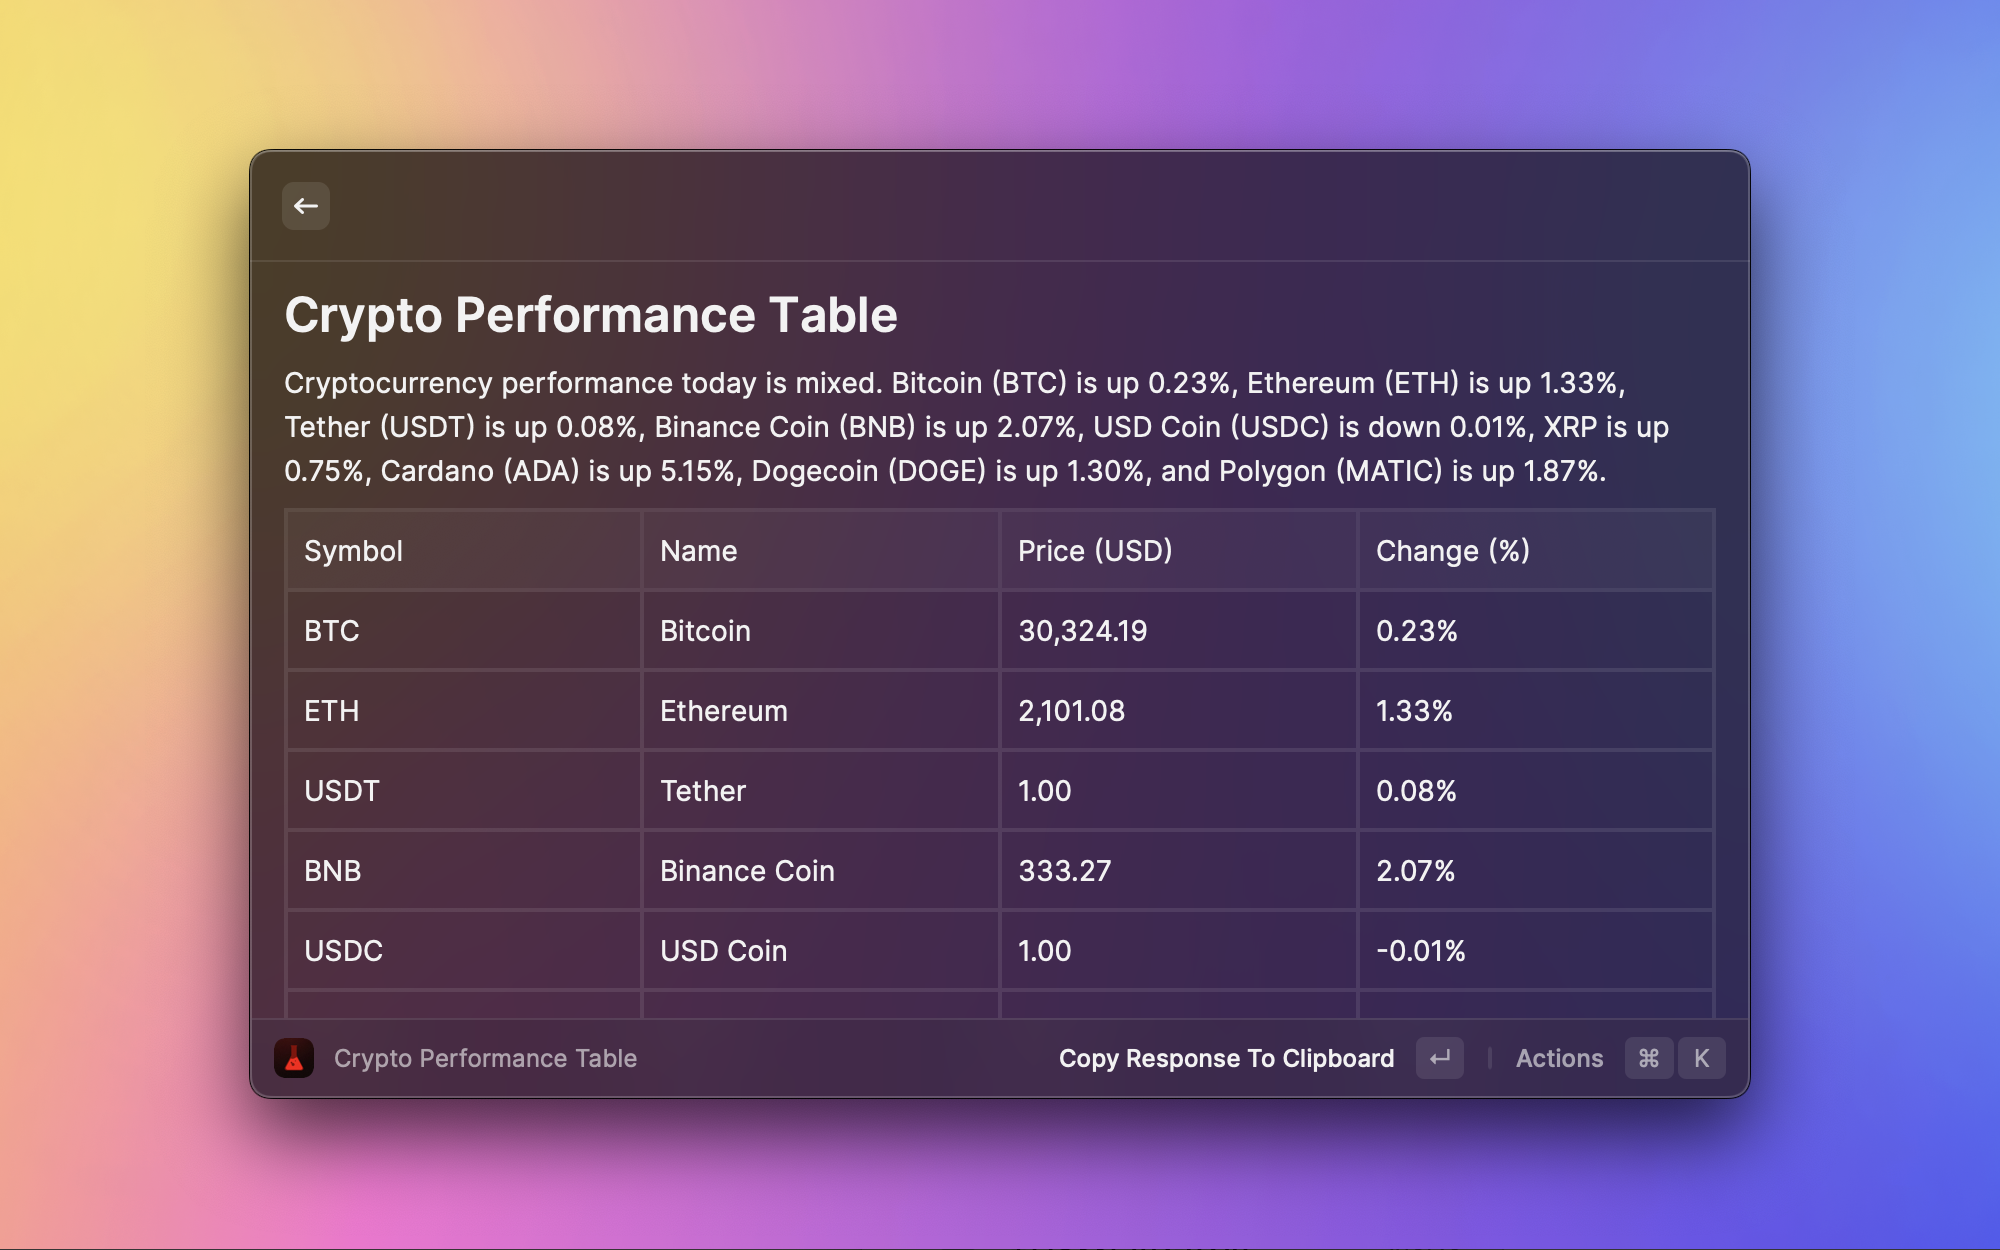 Crypto Performance Table
Cryptocurrency performance today is mixed. Bitcoin (BTC) is up 0.23%, Ethereum (ETH) is up 1.33%,
Tether (USDT) is up 0.08%, Binance Coin (BNB) is up 2.07%, USD Coin (USDC) is down 0.01%, XRP is up
0.75%, Cardano (ADA) is up 5.15%, Dogecoin (DOGE) is up 1.30%, and Polygon (MATIC) is up 1.87%.
Symbol Name Price (USD) Change (%)
BTC Bitcoin 30,324.19 0.23%
ETH Ethereum 2,101.08 1.33%
USDT Tether 1.00 0.08%
BNB Binance Coin 333.27 2.07%
USDC USD Coin 1.00 -0.01%
Crypto Performance Table Copy Response To Clipboard ↵ Actions ⌘ K